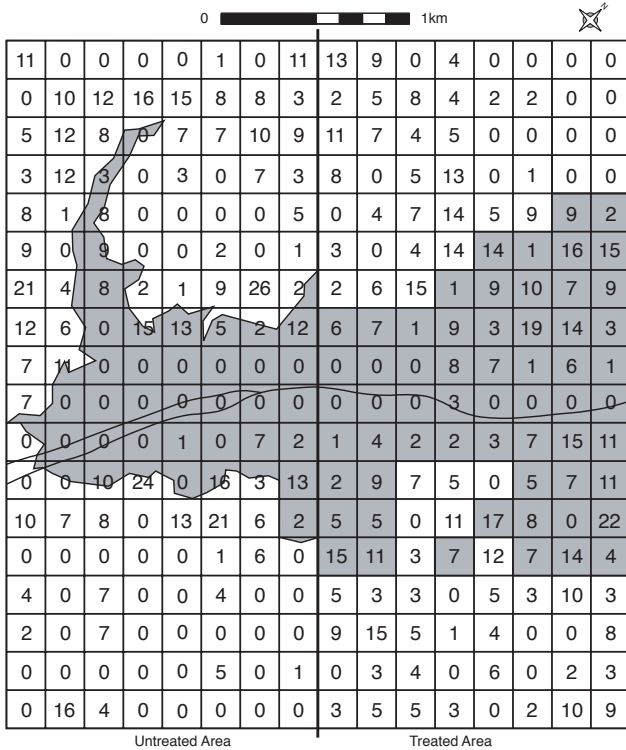 0 1km
N
11 0 0 0 0 1 0 11 13 9 0 4 0 0 0 0
0 10 12 16 15 8 8 3 2 5 8 4 2 2 0 0
5 12 8 0 7 7 10 9 11 7 4 5 0 0 0 0
3 12 3 0 3 0 7 3 8 0 5 13 0 1 0 0
8 1 8 0 0 0 0 5 0 4 7 14 5 9 9 2
9 0 9 0 0 2 0 1 3 0 4 14 14 1 16 15
21 4 8 2 1 9 26 2 2 6 15 1 9 10 7 9
12 6 0 15 13 5 2 12 6 7 1 9 3 19 14 3
7 11 0 0 0 0 0 0 0 0 0 8 7 1 6 1
7 0 0 0 0 0 0 0 0 0 0 3 0 0 0 0
0 0 0 0 1 0 7 2 1 4 2 2 3 7 15 11
0 0 10 24 0 16 3 13 2 9 7 5 0 5 7 11
10 7 8 0 13 21 6 2 5 5 0 11 17 8 0 22
0 0 0 0 0 1 6 0 15 11 3 7 12 7 14 4
4 0 7 0 0 4 0 0 5 3 3 0 5 3 10 3
2 0 7 0 0 0 0 0 9 15 5 1 4 0 0 8
0 0 0 0 0 5 0 1 0 3 4 0 6 0 2 3
0 16 4 0 0 0 0 0 3 5 5 3 0 2 10 9
Untreated Area Treated Area